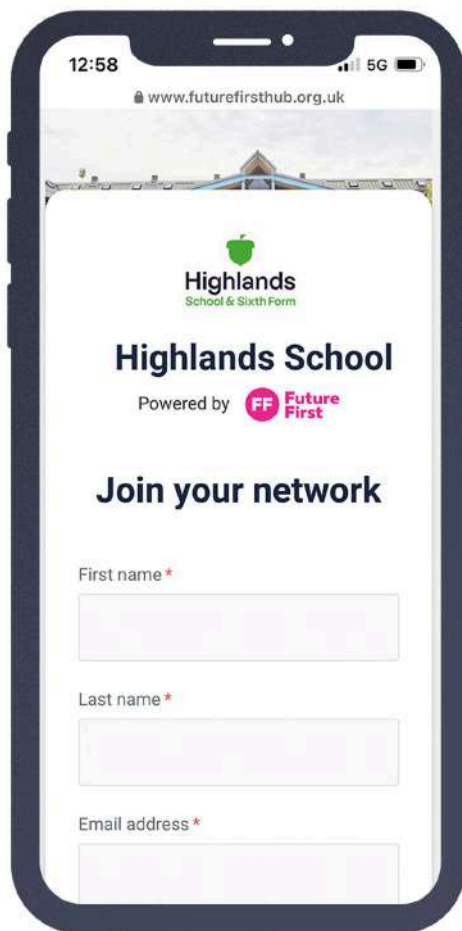 12:58
5G
www.futurefirsthub.org.uk
Highlands
School & Sixth Form
Highlands School
Powered by FF Future First
Join your network
First name *
Last name *
Email address *